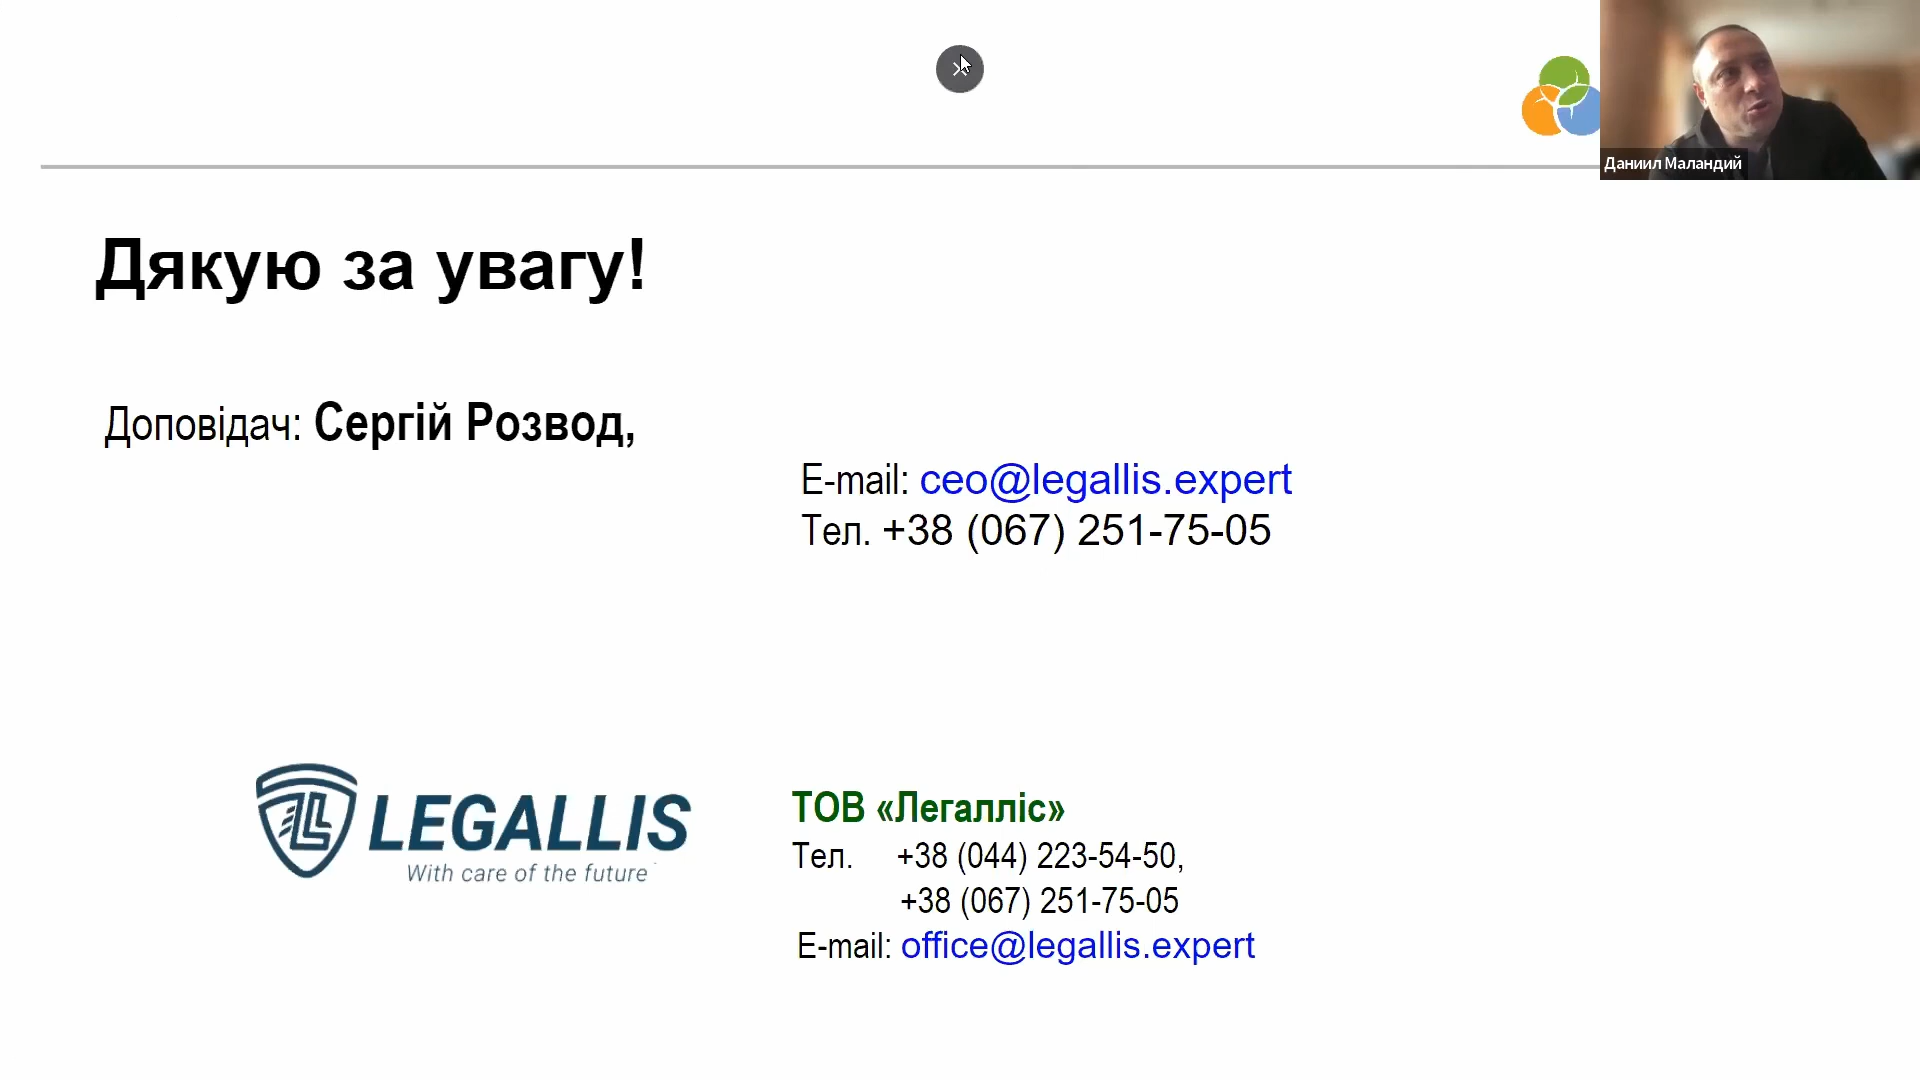 Даниил Маландий
Дякую за увагу!
Доповідач: Сергій Розвод,
E-mail: ceo@legallis.expert
Тел. +38 (067) 251-75-05
LEGALLIS
With care of the future
ТОВ «Легалліс»
Тел. +38 (044) 223-54-50,
+38 (067) 251-75-05
E-mail: office@legallis.expert